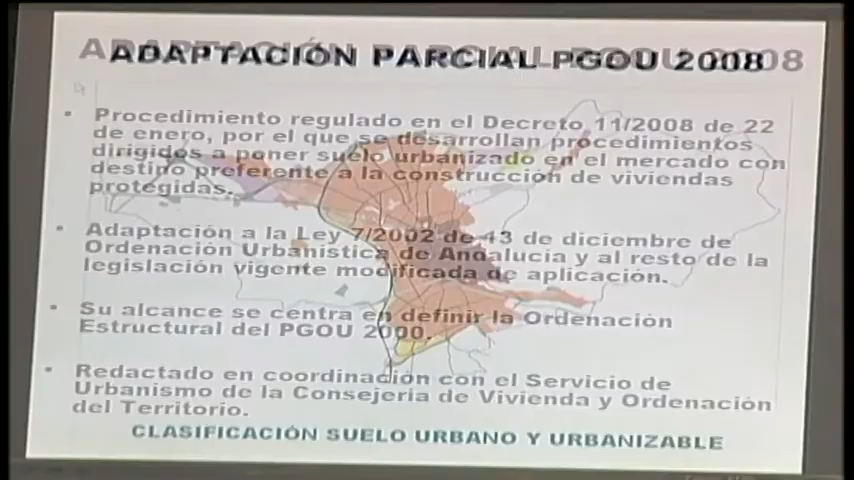 ADAPTACIÓN PARCIAL PGOU 2008
• Procedimiento regulado en el Decreto 11/2008 de 22
de enero, por el que se desarrollan procedimientos
dirigidos a poner suelo urbanizado en el mercado con
destino preferente a la construcción de viviendas
protegidas.
• Adaptación a la Ley 7/2002 de 13 de diciembre de
Ordenación Urbanística de Andalucía y al resto de la
legislación vigente modificada de aplicación.
• Su alcance se centra en definir la Ordenación
Estructural del PGOU 2000.
• Redactado en coordinación con el Servicio de
Urbanismo de la Consejería de Vivienda y Ordenación
del Territorio.
CLASIFICACIÓN SUELO URBANO Y URBANIZABLE